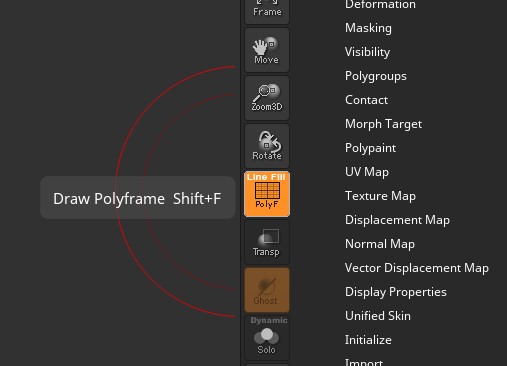 Frame
Move
Zoom3D
Rotate
Line Fill
PolyF
Transp
Ghost
Dynamic
Solo
Draw Polyframe Shift+F
Deformation
Masking
Visibility
Polygroups
Contact
Morph Target
Polypaint
UV Map
Texture Map
Displacement Map
Normal Map
Vector Displacement Map
Display Properties
Unified Skin
Initialize
Import